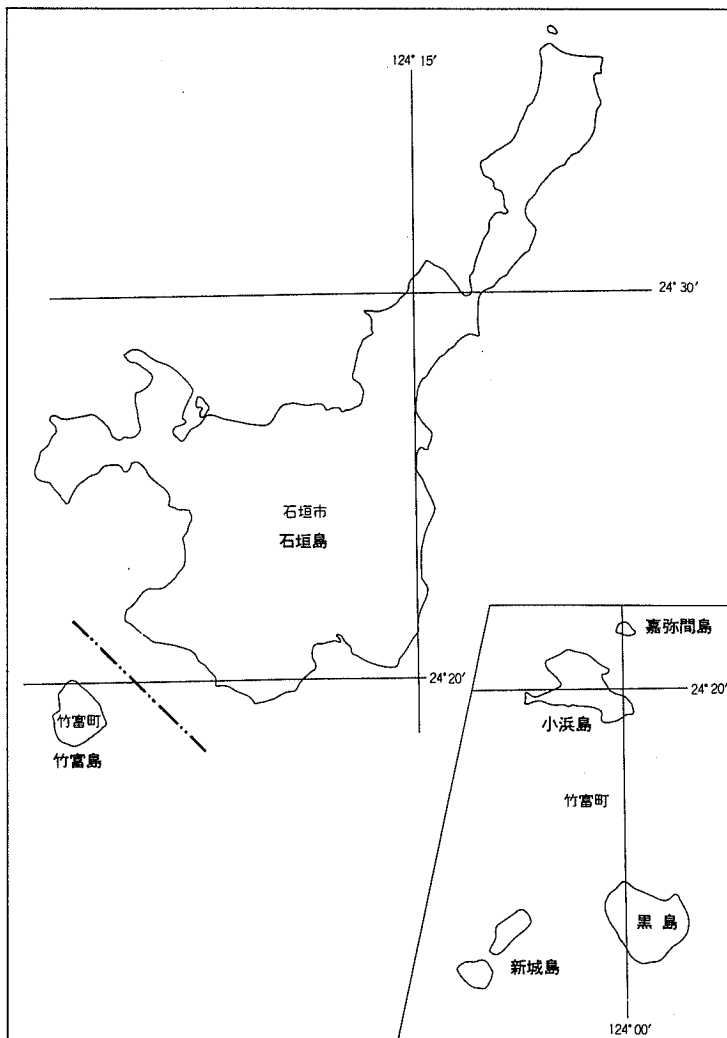 124° 15′
24° 30′
石垣市
石垣島
24° 20′
竹富町
竹富島
嘉弥間島
24° 20′
小浜島
竹富町
黒 島
新城島
124° 00′